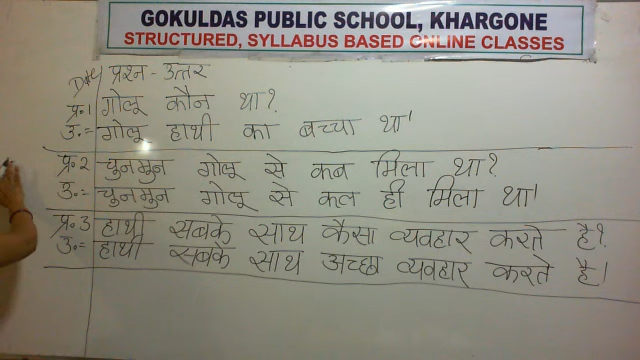 GOKULDAS PUBLIC SCHOOL, KHARGONE
STRUCTURED, SYLLABUS BASED ONLINE CLASSES
Day प्रश्न - उत्तर
प्र.1 गोलू कौन था?
उ.= गोलू हाथी का बच्चा था।
प्र.2 चुनमुन गोलू से कब मिला था?
उ.= चुनमुन गोलू से कल ही मिला था।
प्र.3 हाथी सबके साथ कैसा व्यवहार करते है?
उ.= हाथी सबके साथ अच्छा व्यवहार करते है।